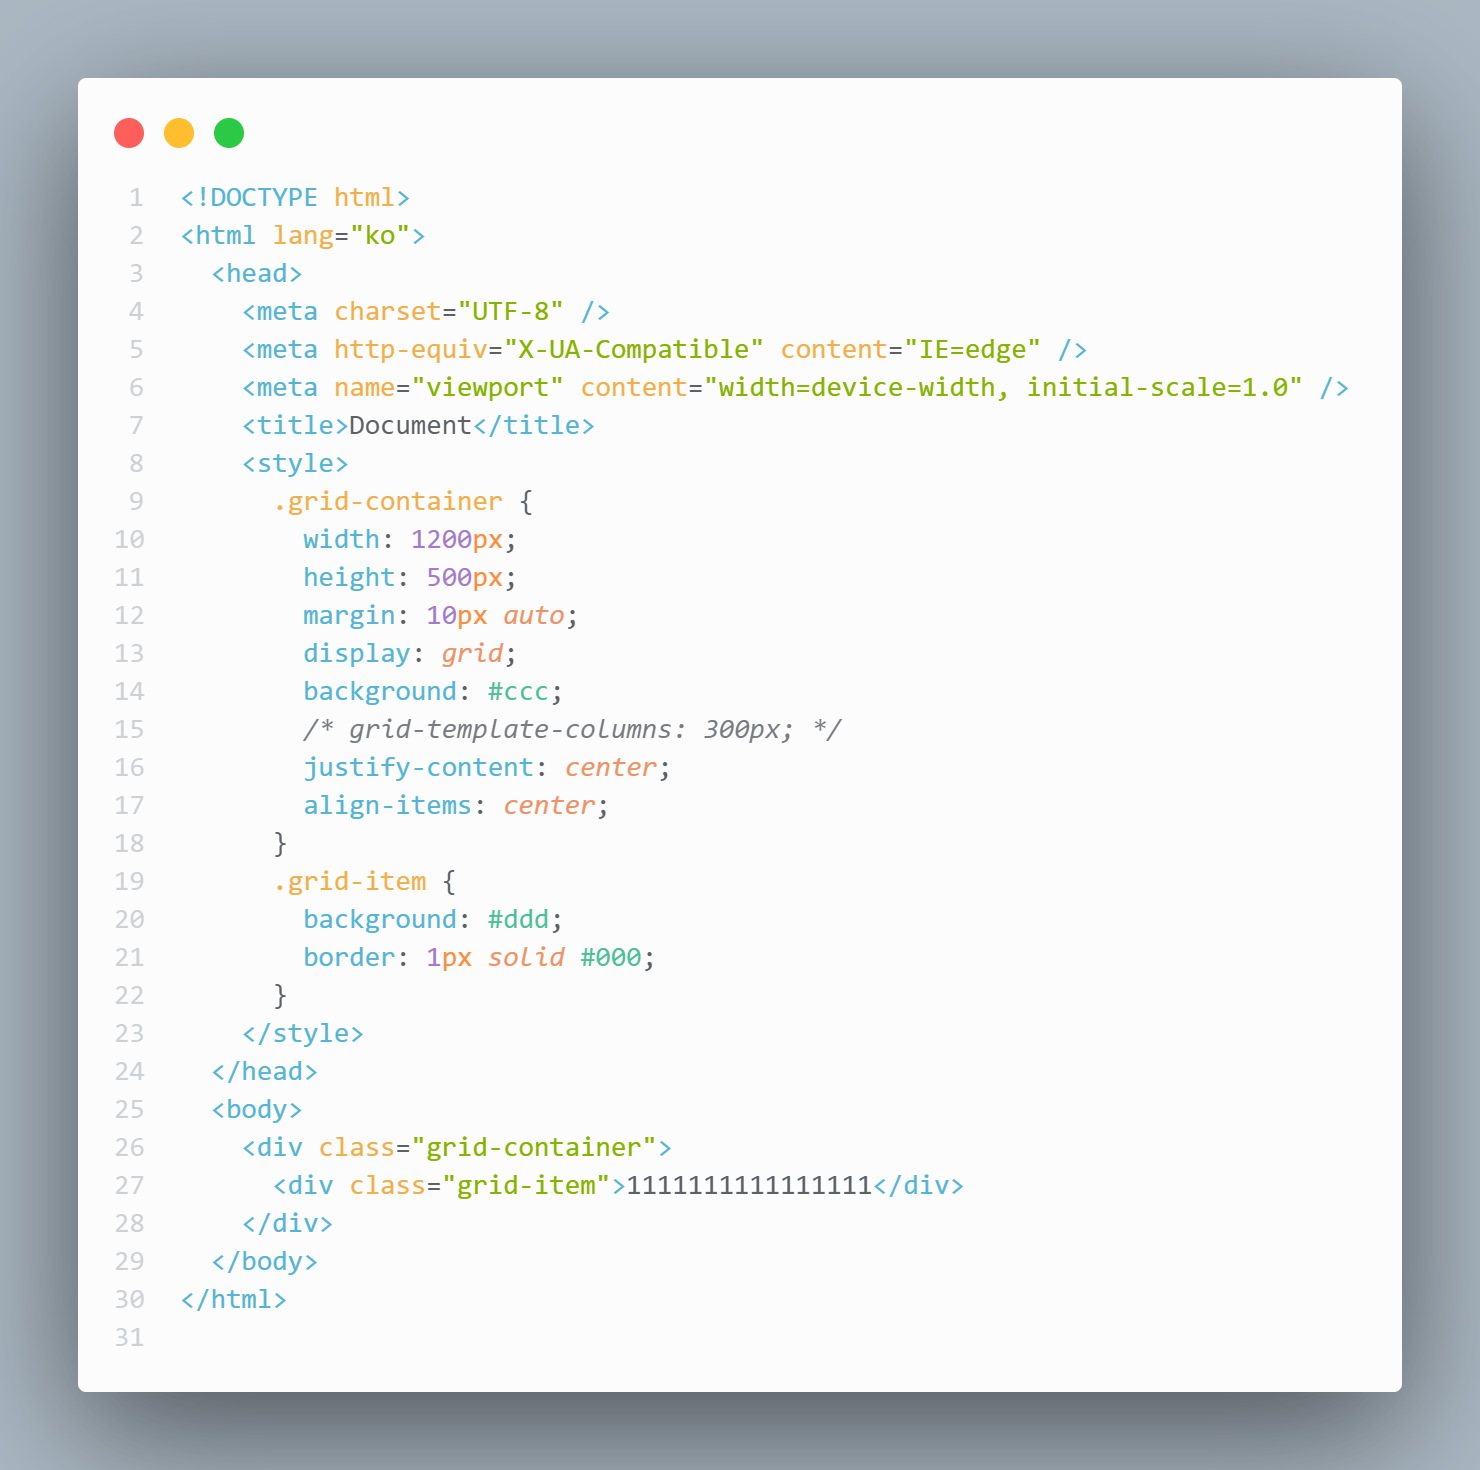 1 <!DOCTYPE html>
2 <html lang="ko">
3   <head>
4     <meta charset="UTF-8" />
5     <meta http-equiv="X-UA-Compatible" content="IE=edge" />
6     <meta name="viewport" content="width=device-width, initial-scale=1.0" />
7     <title>Document</title>
8     <style>
9       .grid-container {
10         width: 1200px;
11         height: 500px;
12         margin: 10px auto;
13         display: grid;
14         background: #ccc;
15         /* grid-template-columns: 300px; */
16         justify-content: center;
17         align-items: center;
18       }
19       .grid-item {
20         background: #ddd;
21         border: 1px solid #000;
22       }
23     </style>
24   </head>
25   <body>
26     <div class="grid-container">
27       <div class="grid-item">1111111111111111</div>
28     </div>
29   </body>
30 </html>
31